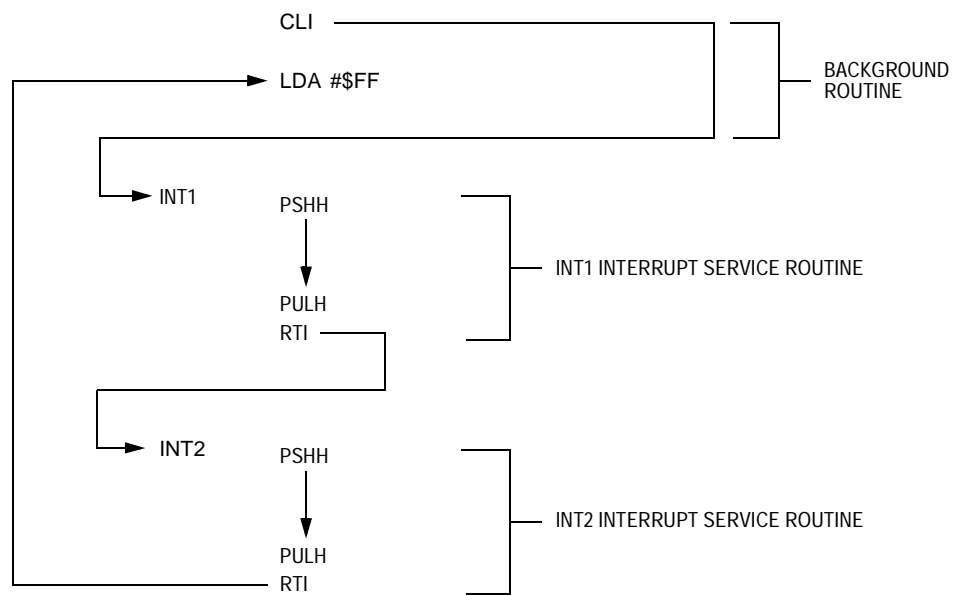 CLI
LDA #$FF
BACKGROUND
ROUTINE
INT1
PSHH
INT1 INTERRUPT SERVICE ROUTINE
PULH
RTI
INT2
PSHH
INT2 INTERRUPT SERVICE ROUTINE
PULH
RTI